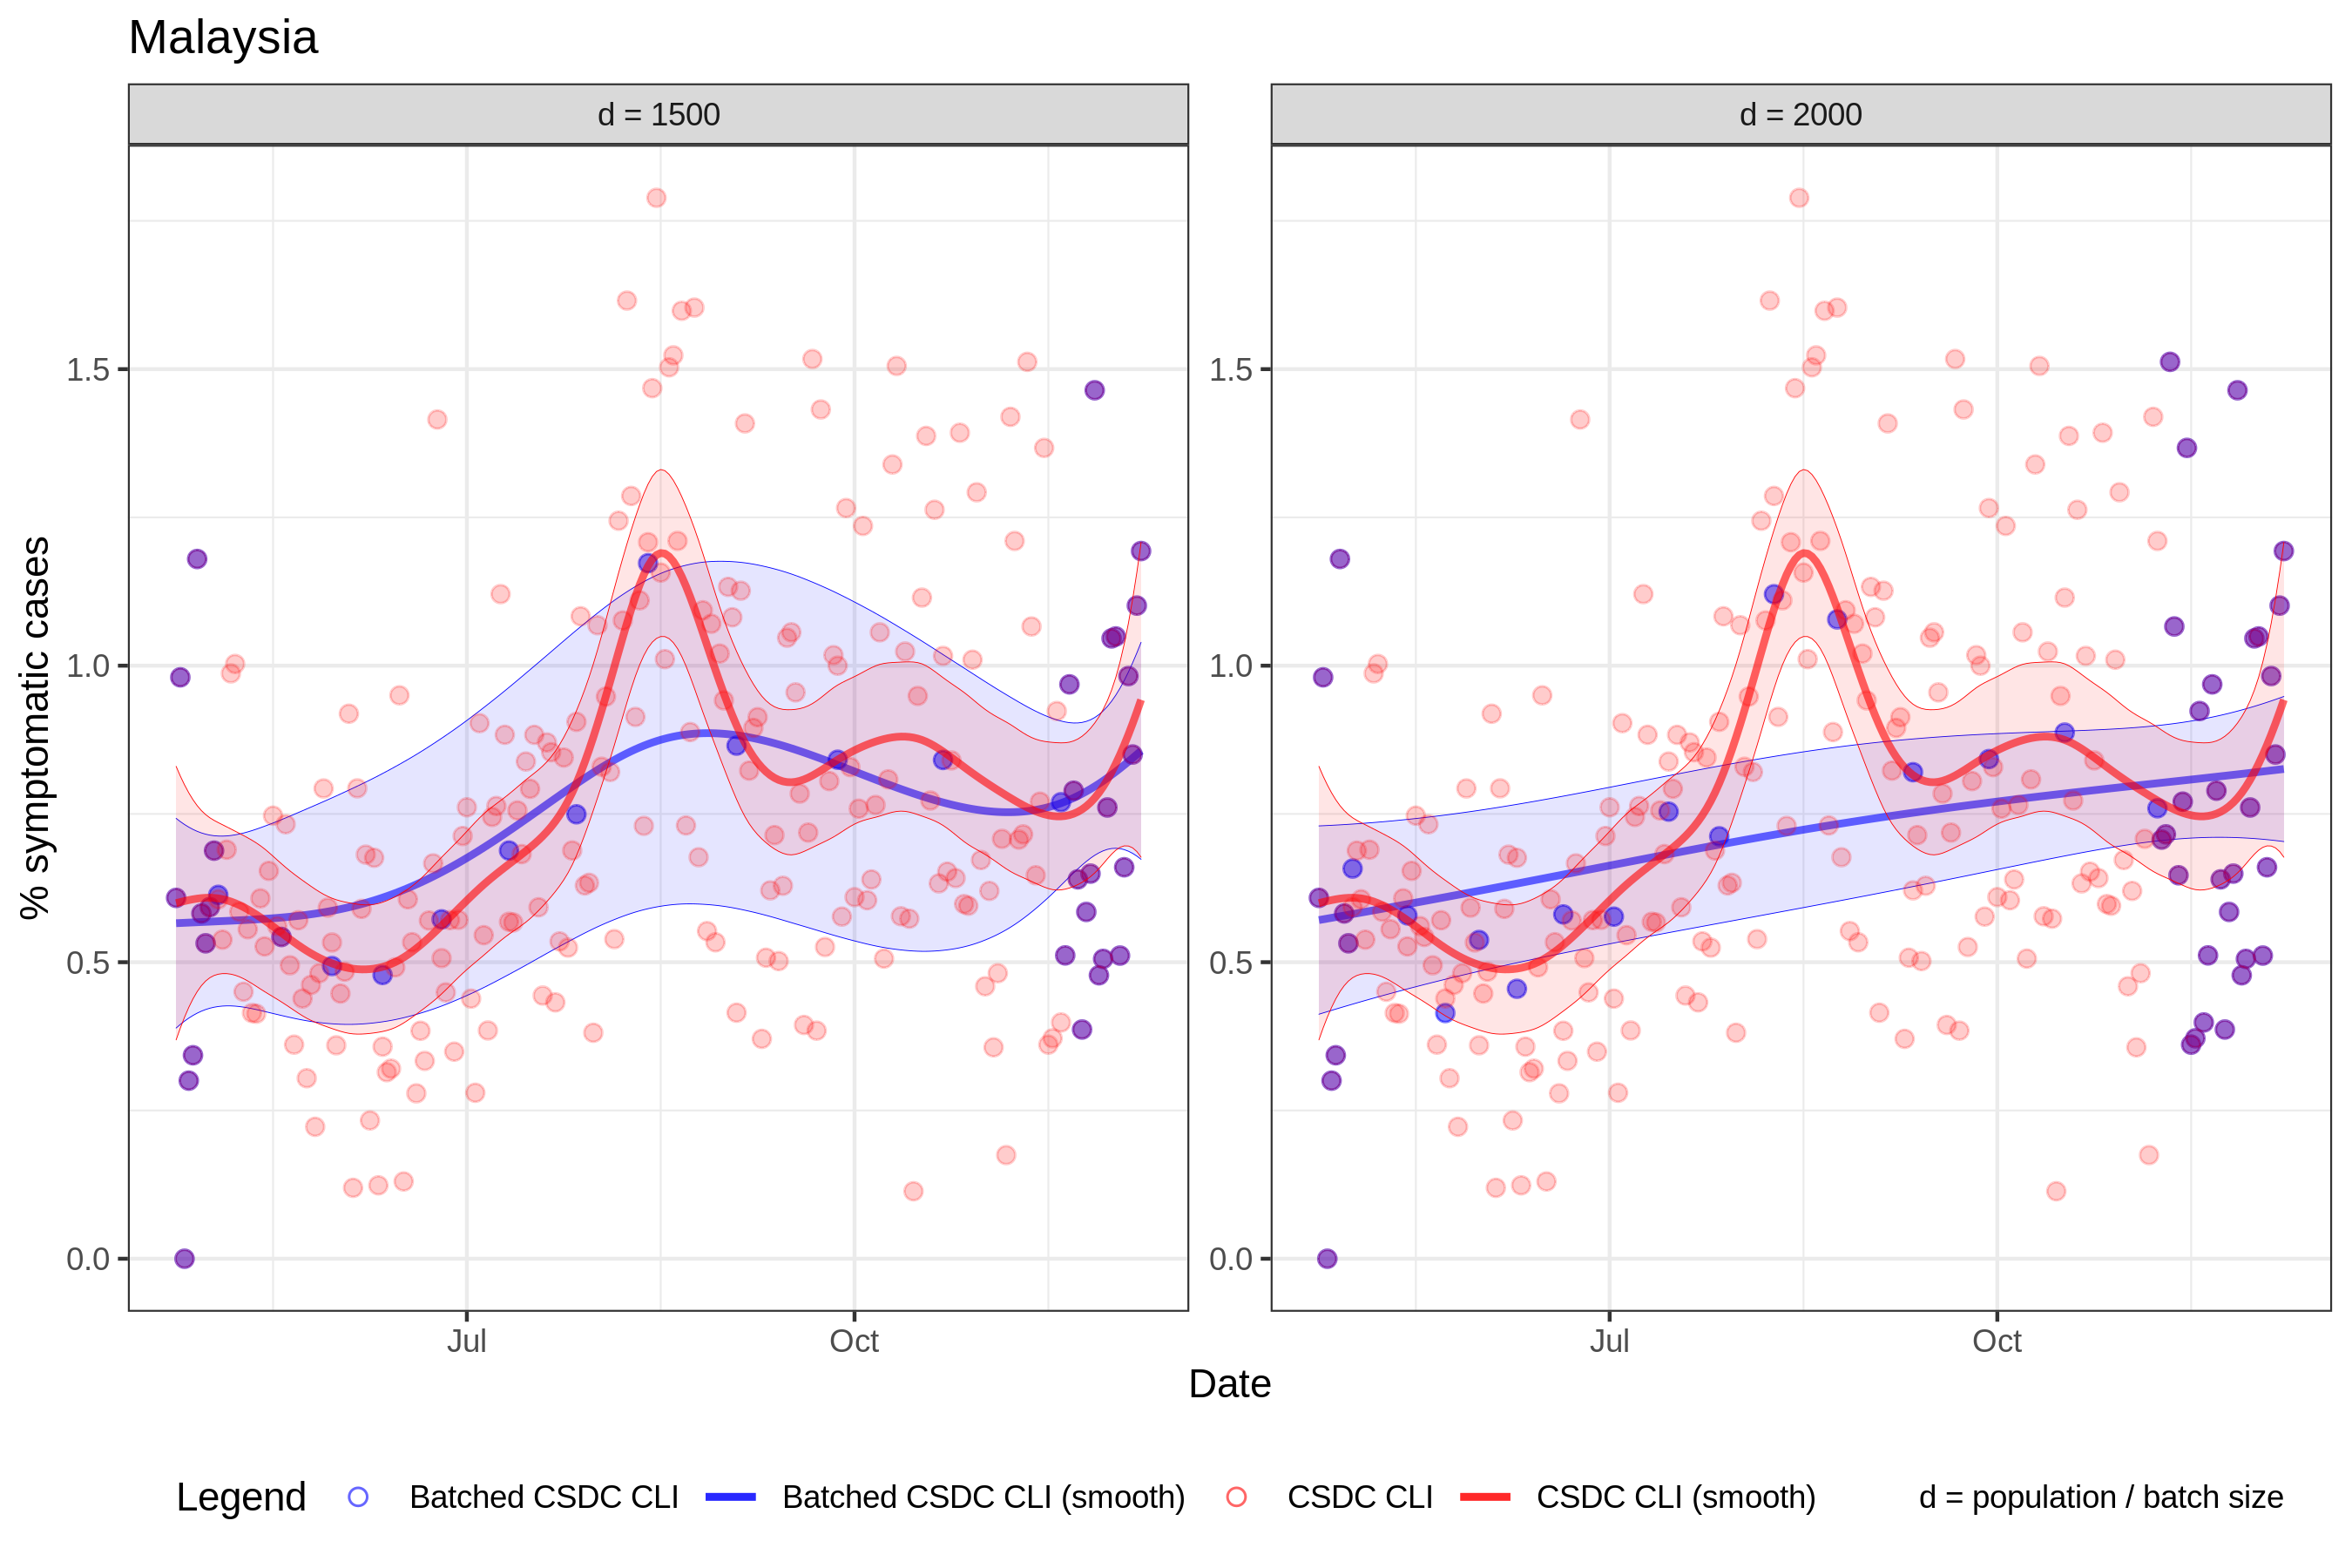 Malaysia
d = 1500
d = 2000
% symptomatic cases
1.5
1.0
0.5
0.0
1.5
1.0
0.5
0.0
Jul
Oct
Jul
Oct
Date
Legend
Batched CSDC CLI
Batched CSDC CLI (smooth)
CSDC CLI
CSDC CLI (smooth)
d = population / batch size